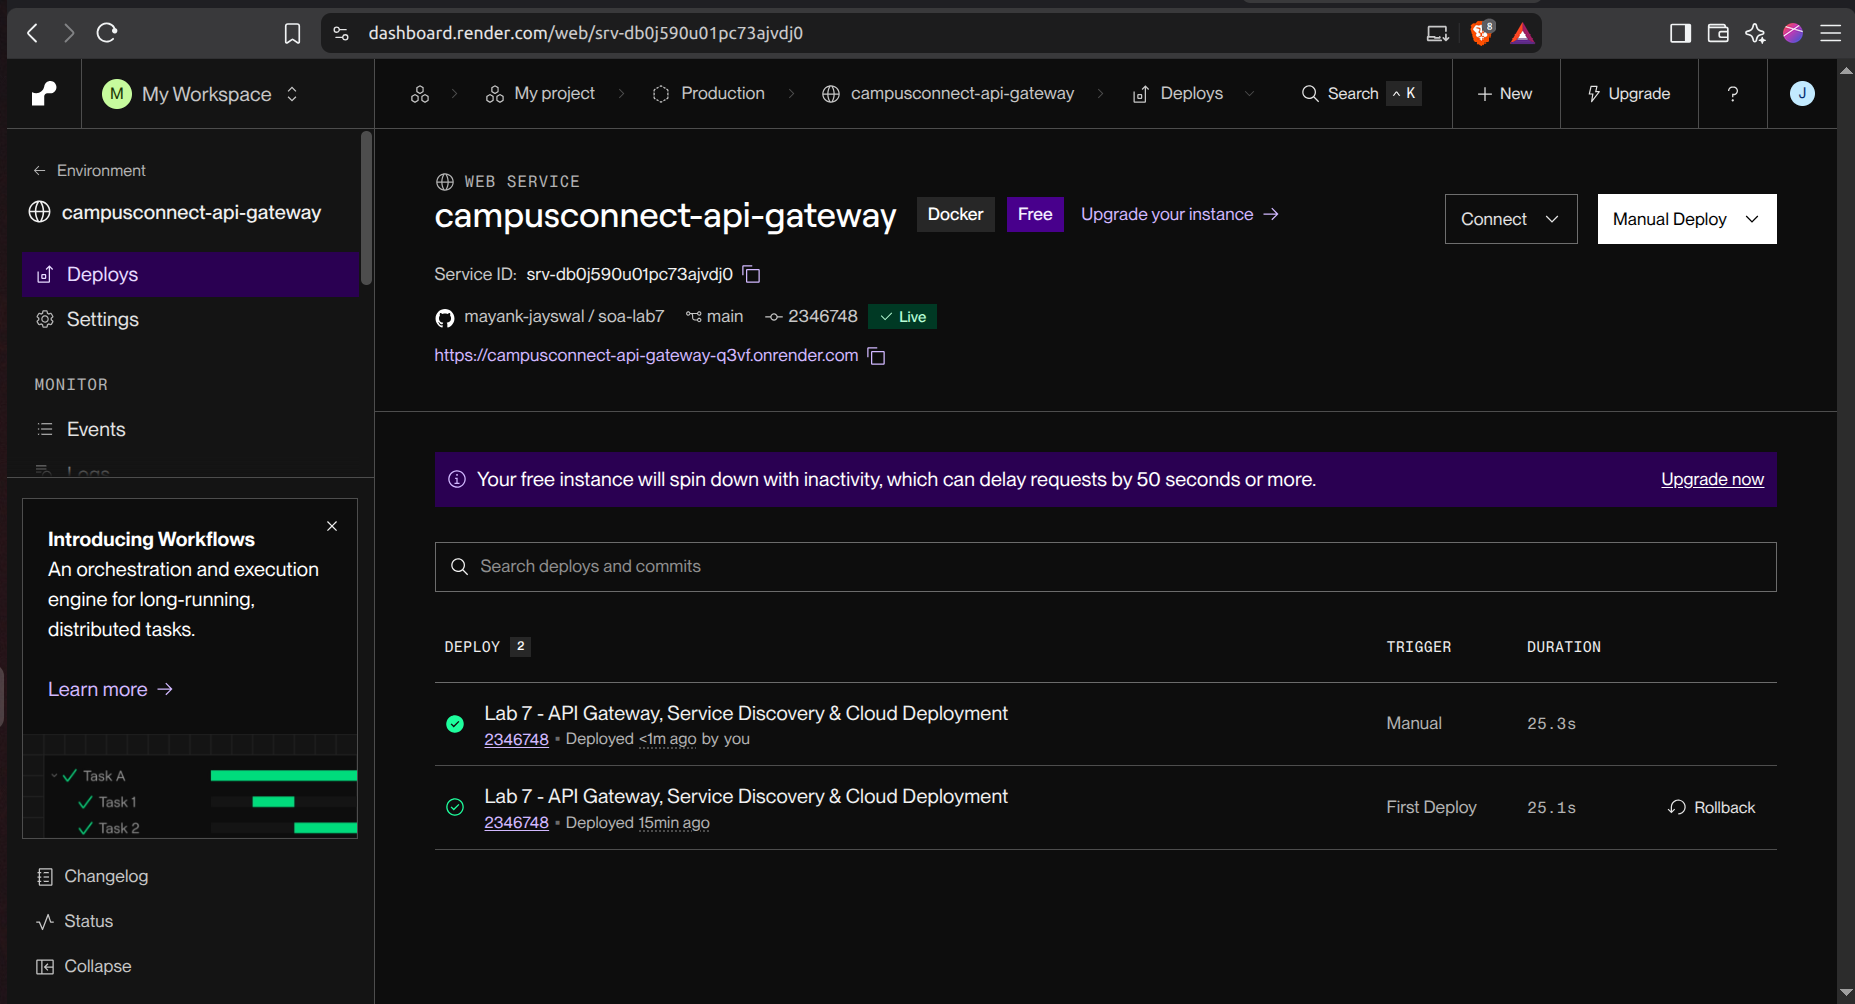 dashboard.render.com/web/srv-db0j590u01pc73ajvdj0
8
M My Workspace
My project
Production
campusconnect-api-gateway
Deploys
Search ^ K
+ New
Upgrade
?
J
← Environment
campusconnect-api-gateway
Deploys
Settings
MONITOR
Events
Logs
Introducing Workflows
An orchestration and execution
engine for long-running,
distributed tasks.
Learn more →
Task A
Task 1
Task 2
Changelog
Status
Collapse
WEB SERVICE
campusconnect-api-gateway Docker Free Upgrade your instance →
Connect
Manual Deploy
Service ID: srv-db0j590u01pc73ajvdj0
mayank-jayswal / soa-lab7 main 2346748 ✓ Live
https://campusconnect-api-gateway-q3vf.onrender.com
Your free instance will spin down with inactivity, which can delay requests by 50 seconds or more. Upgrade now
Search deploys and commits
DEPLOY 2 TRIGGER DURATION
Lab 7 - API Gateway, Service Discovery & Cloud Deployment
2346748 • Deployed <1m ago by you
Manual 25.3s
Lab 7 - API Gateway, Service Discovery & Cloud Deployment
2346748 • Deployed 15min ago
First Deploy 25.1s Rollback